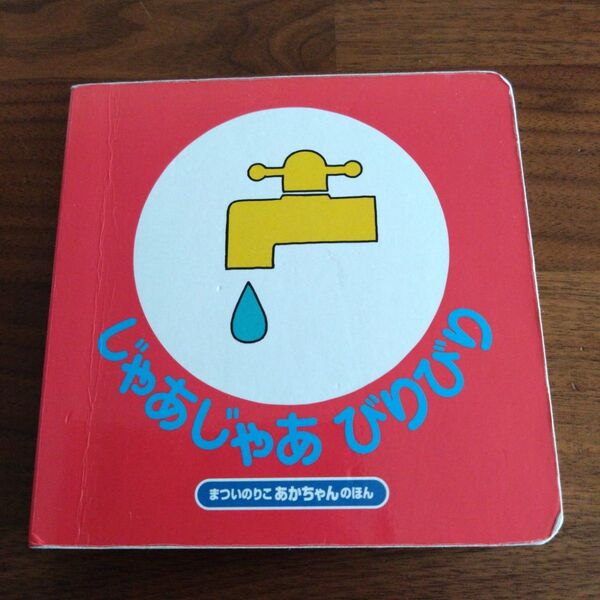 じゃあじゃあ びりびり
まついのりこ あかちゃんのほん